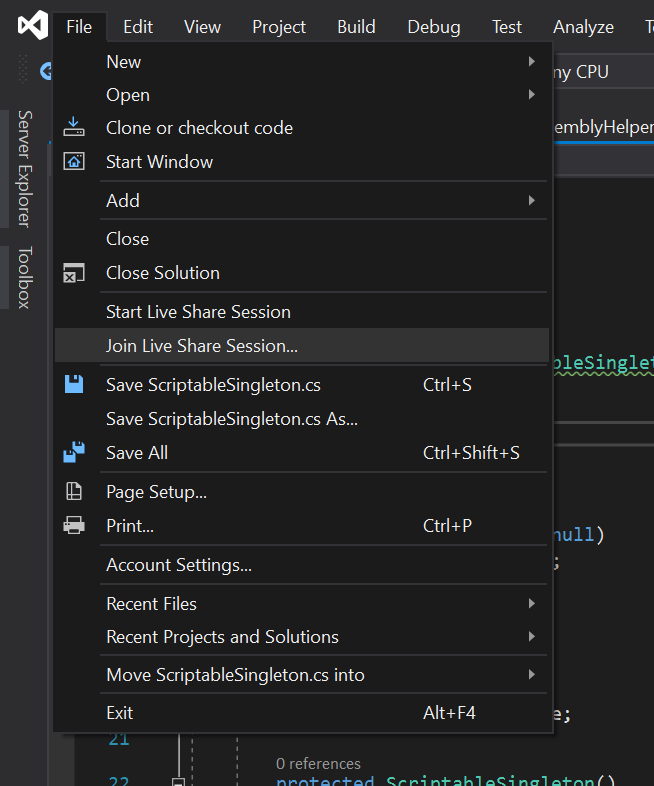 File Edit View Project Build Debug Test Analyze
New
ny CPU
Open
Clone or checkout code
emblyHelper
Start Window
Server Explorer
Add
Close
Toolbox
Close Solution
Start Live Share Session
Join Live Share Session...
bleSinglet
Save ScriptableSingleton.cs Ctrl+S
Save ScriptableSingleton.cs As...
Save All Ctrl+Shift+S
Page Setup...
Print... Ctrl+P
null)
;
Account Settings...
Recent Files
Recent Projects and Solutions
Move ScriptableSingleton.cs into
Exit Alt+F4
e;
21
0 references
22 protected ScriptableSingleton()